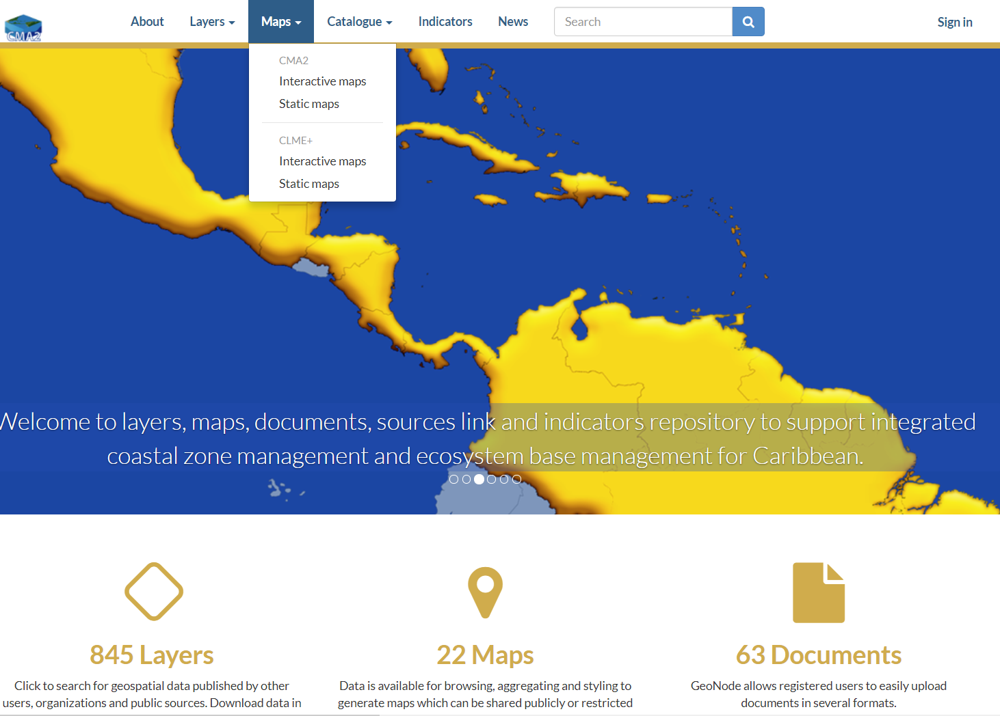 CMA2
About
Layers
Maps
Catalogue
Indicators
News
Search
Sign in
CMA2
Interactive maps
Static maps
CLME+
Interactive maps
Static maps
Welcome to layers, maps, documents, sources link and indicators repository to support integrated
coastal zone management and ecosystem base management for Caribbean.
845 Layers
Click to search for geospatial data published by other
users, organizations and public sources. Download data in
22 Maps
Data is available for browsing, aggregating and styling to
generate maps which can be shared publicly or restricted
63 Documents
GeoNode allows registered users to easily upload
documents in several formats.